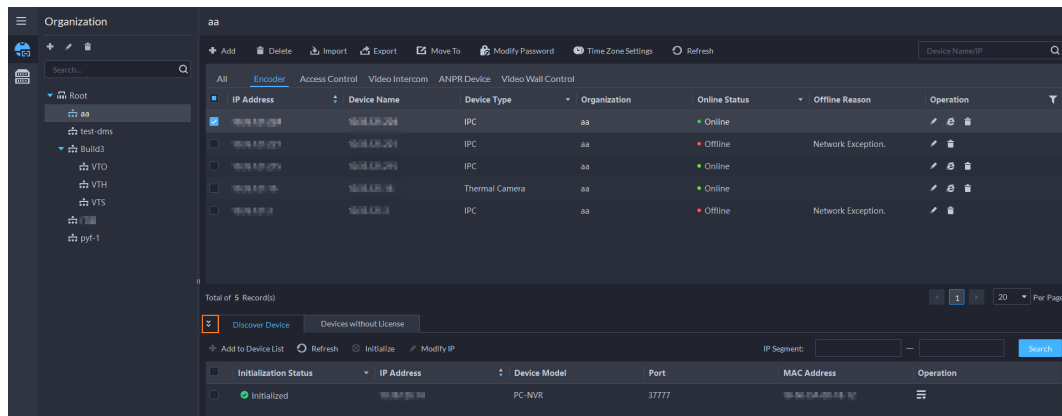 Organization
aa
Add Delete Import Export Move To Modify Password Time Zone Settings Refresh Device Name/IP
Search...
All Encoder Access Control Video Intercom ANPR Device Video Wall Control
Root
IP Address Device Name Device Type Organization Online Status Offline Reason Operation
aa
IPC aa Online
test-dms
Build3
IPC aa Offline Network Exception.
VTO
IPC aa Online
VTH
Thermal Camera aa Online
VTS
IPC aa Offline Network Exception.
pyf-1
Total of 5 Record(s) 1 20 Per Page
Discover Device Devices without License
Add to Device List Refresh Initialize Modify IP IP Segment: — Search
Initialization Status IP Address Device Model Port MAC Address Operation
Initialized PC-NVR 37777